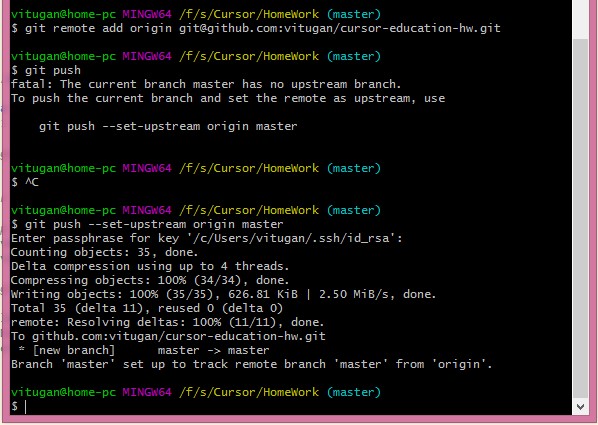 vitugan@home-pc MINGW64 /f/s/Cursor/HomeWork (master)
$ git remote add origin git@github.com:vitugan/cursor-education-hw.git
vitugan@home-pc MINGW64 /f/s/Cursor/HomeWork (master)
$ git push
fatal: The current branch master has no upstream branch.
To push the current branch and set the remote as upstream, use
git push --set-upstream origin master
vitugan@home-pc MINGW64 /f/s/Cursor/HomeWork (master)
$ ^C
vitugan@home-pc MINGW64 /f/s/Cursor/HomeWork (master)
$ git push --set-upstream origin master
Enter passphrase for key '/c/Users/vitugan/.ssh/id_rsa':
Counting objects: 35, done.
Delta compression using up to 4 threads.
Compressing objects: 100% (34/34), done.
Writing objects: 100% (35/35), 626.81 KiB | 2.50 MiB/s, done.
Total 35 (delta 11), reused 0 (delta 0)
remote: Resolving deltas: 100% (11/11), done.
To github.com:vitugan/cursor-education-hw.git
 * [new branch]      master -> master
Branch 'master' set up to track remote branch 'master' from 'origin'.
vitugan@home-pc MINGW64 /f/s/Cursor/HomeWork (master)
$